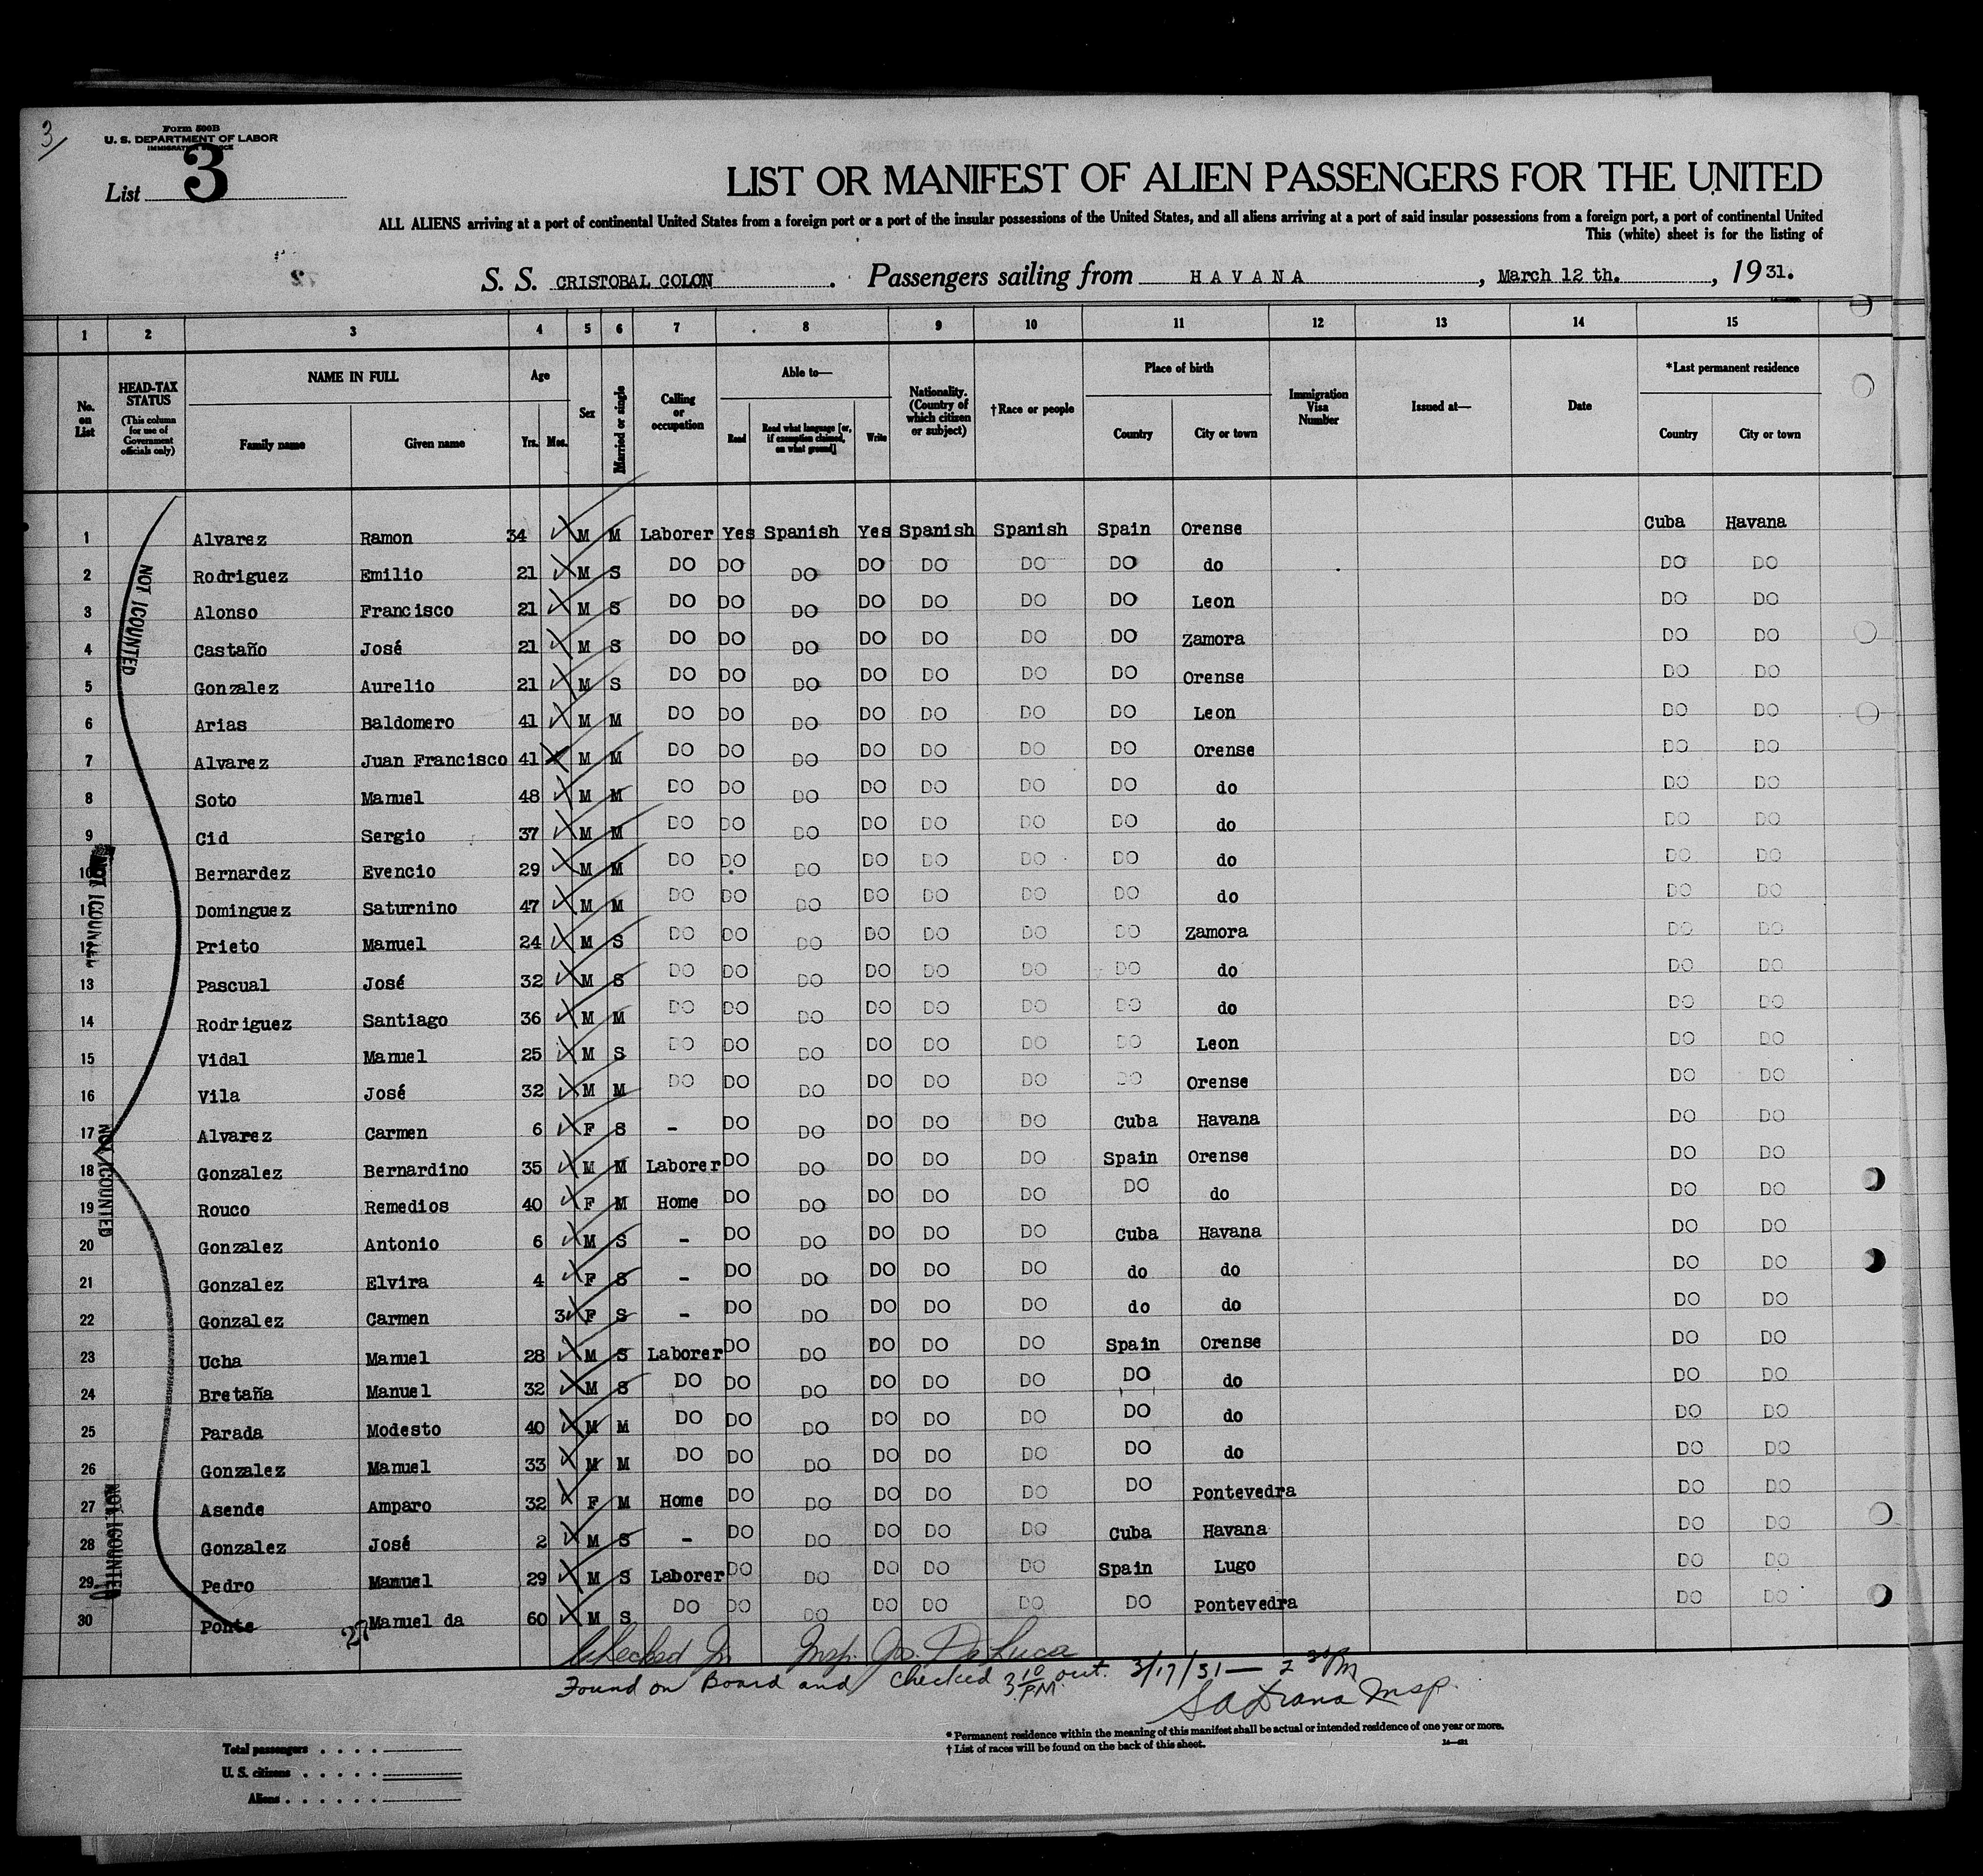 3/
Form 500B
U. S. DEPARTMENT OF LABOR
IMMIGRATION SERVICE
List 3
LIST OR MANIFEST OF ALIEN PASSENGERS FOR THE UNITED
ALL ALIENS arriving at a port of continental United States from a foreign port or a port of the insular possessions of the United States, and all aliens arriving at a port of said insular possessions from a foreign port, a port of continental United
This (white) sheet is for the listing of
S. S. CRISTOBAL COLON. Passengers sailing from HAVANA, March 12 th., 1931.
1 2 3 4 5 6 7 8 9 10 11 12 13 14 15
No. on List
HEAD-TAX STATUS (This column for use of Government officials only)
NAME IN FULL
Family name
Given name
Age
Yrs. Mos.
Sex
Married or single
Calling or occupation
Able to—
Read
Read what language [or, if exemption claimed, on what ground]
Write
Nationality. (Country of which citizen or subject)
†Race or people
Place of birth
Country
City or town
Immigration Visa Number
Issued at—
Date
*Last permanent residence
Country
City or town
1 Alvarez Ramon 34 M M Laborer Yes Spanish Yes Spanish Spanish Spain Orense Cuba Havana
2 Rodriguez Emilio 21 M S DO DO DO DO DO DO DO do DO DO
3 Alonso Francisco 21 M S DO DO DO DO DO DO DO Leon DO DO
4 Castaño José 21 M S DO DO DO DO DO DO DO Zamora DO DO
5 Gonzalez Aurelio 21 M S DO DO DO DO DO DO DO Orense DO DO
6 Arias Baldomero 41 M M DO DO DO DO DO DO DO Leon DO DO
7 Alvarez Juan Francisco 41 M M DO DO DO DO DO DO DO Orense DO DO
8 Soto Manuel 48 M M DO DO DO DO DO DO DO do DO DO
9 Cid Sergio 37 M M DO DO DO DO DO DO DO do DO DO
10 Bernardez Evencio 29 M M DO DO DO DO DO DO DO do DO DO
11 Dominguez Saturnino 47 M M DO DO DO DO DO DO DO do DO DO
12 Prieto Manuel 24 M S DO DO DO DO DO DO DO Zamora DO DO
13 Pascual José 32 M S DO DO DO DO DO DO DO do DO DO
14 Rodriguez Santiago 36 M M DO DO DO DO DO DO DO do DO DO
15 Vidal Manuel 25 M S DO DO DO DO DO DO DO Leon DO DO
16 Vila José 32 M M DO DO DO DO DO DO DO Orense DO DO
17 Alvarez Carmen 6 F S - DO DO DO DO DO Cuba Havana DO DO
18 Gonzalez Bernardino 35 M M Laborer DO DO DO DO DO Spain Orense DO DO
19 Rouco Remedios 40 F M Home DO DO DO DO DO DO do DO DO
20 Gonzalez Antonio 6 M S - DO DO DO DO DO Cuba Havana DO DO
21 Gonzalez Elvira 4 F S - DO DO DO DO DO do do DO DO
22 Gonzalez Carmen 3 F S - DO DO DO DO DO do do DO DO
23 Ucha Manuel 28 M S Laborer DO DO DO DO DO Spain Orense DO DO
24 Bretaña Manuel 32 M S DO DO DO DO DO DO DO do DO DO
25 Parada Modesto 40 M M DO DO DO DO DO DO DO do DO DO
26 Gonzalez Manuel 33 M M DO DO DO DO DO DO DO do DO DO
27 Asende Amparo 32 F M Home DO DO DO DO DO DO Pontevedra DO DO
28 Gonzalez José 2 M S - DO DO DO DO DO Cuba Havana DO DO
29 Pedro Manuel 29 M S Laborer DO DO DO DO DO Spain Lugo DO DO
30 Ponte Manuel da 60 M S DO DO DO DO DO DO DO Pontevedra DO DO
NOT ICOUNTED
NOT ICOUNTED
NOT ICOUNTED
NOT ICOUNTED
Checked In Insp. Jos. DeLuca
Found on Board and Checked out. 3 10 PM 3/17/31 — 2 30 PM
Insp.
* Permanent residence within the meaning of this manifest shall be actual or intended residence of one year or more.
† List of races will be found on the back of this sheet.
Total passengers . . . .
U. S. citizens . . . . .
Aliens . . . . . .